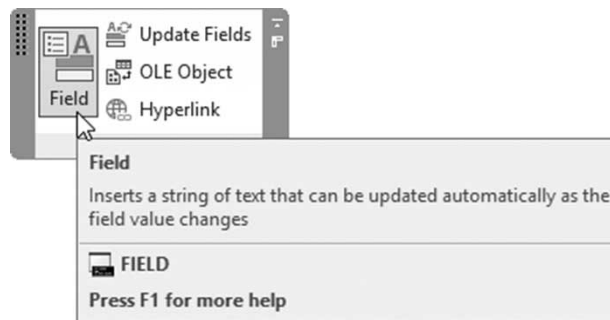 Update Fields
OLE Object
Field
Hyperlink
Field
Inserts a string of text that can be updated automatically as the
field value changes
FIELD
Press F1 for more help